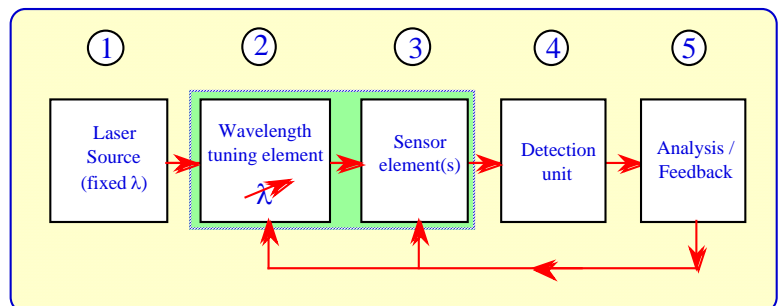 1
2
3
4
5
Laser
Source
(fixed λ)
Wavelength
tuning element
λ
Sensor
element(s)
Detection
unit
Analysis /
Feedback